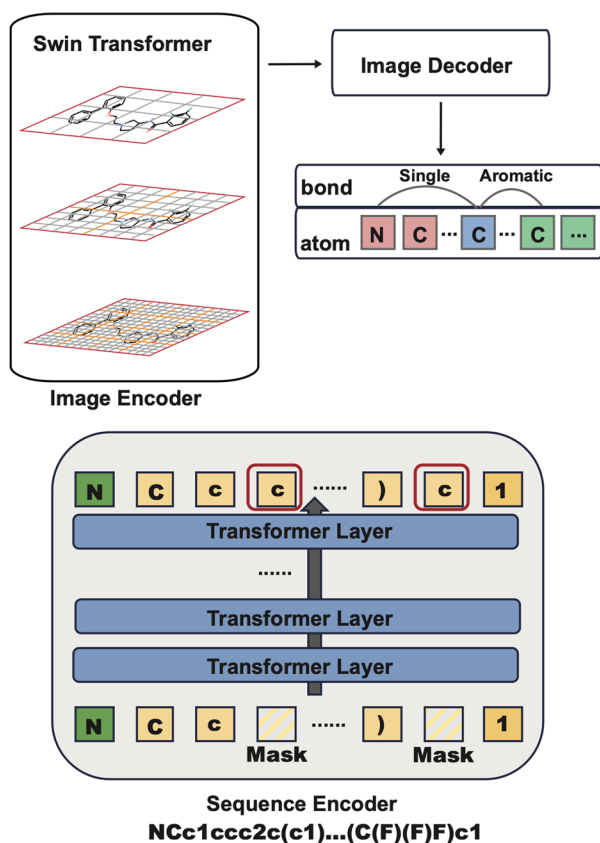 Swin Transformer
Image Decoder
Single Aromatic
bond
atom N C ... C ... C ...
Image Encoder
N C c c ...... ) c 1
Transformer Layer
......
Transformer Layer
Transformer Layer
N C c ...... ) 1
Mask Mask
Sequence Encoder
NCc1ccc2c(c1)...(C(F)(F)F)c1